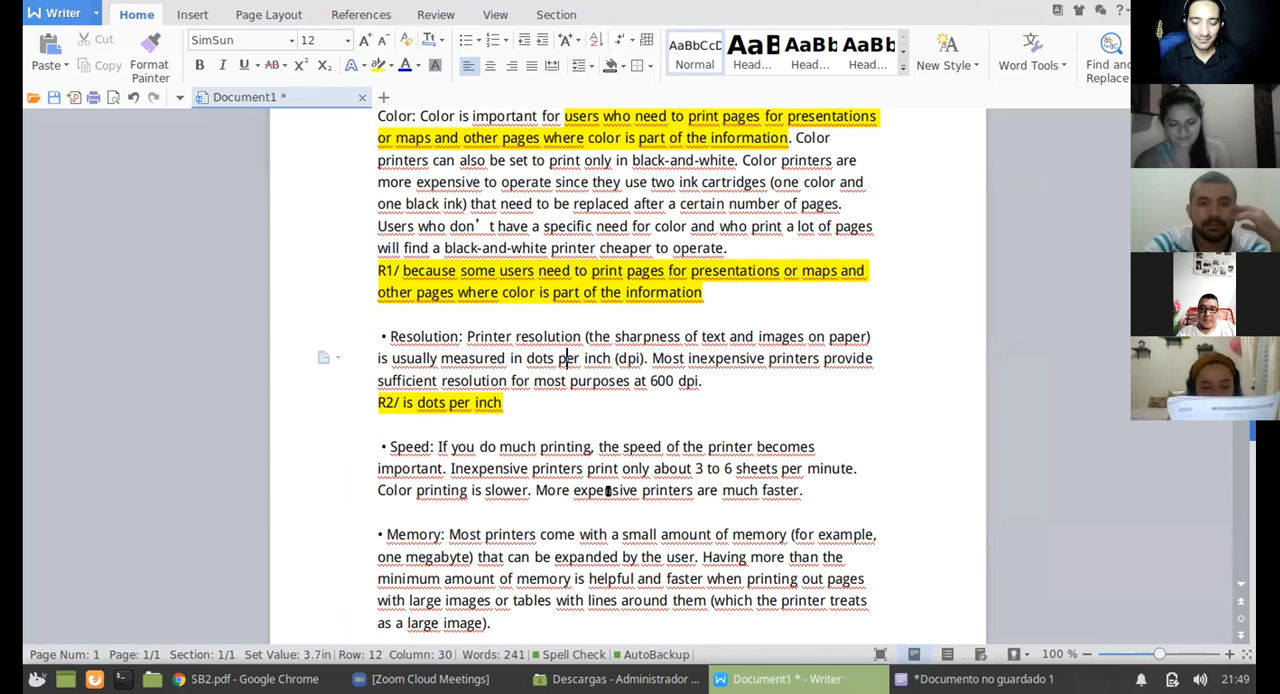 Writer
Home
Insert
Page Layout
References
Review
View
Section
Paste
Cut
Copy
Format
Painter
SimSun
12
AaBbCcD
Normal
AaB
Head...
AaBb
Head...
AaBb
Head...
New Style
Word Tools
Find and
Replace
Document1 *
Color: Color is important for users who need to print pages for presentations
or maps and other pages where color is part of the information. Color
printers can also be set to print only in black-and-white. Color printers are
more expensive to operate since they use two ink cartridges (one color and
one black ink) that need to be replaced after a certain number of pages.
Users who don’t have a specific need for color and who print a lot of pages
will find a black-and-white printer cheaper to operate.
R1/ because some users need to print pages for presentations or maps and
other pages where color is part of the information
• Resolution: Printer resolution (the sharpness of text and images on paper)
is usually measured in dots per inch (dpi). Most inexpensive printers provide
sufficient resolution for most purposes at 600 dpi.
R2/ is dots per inch
• Speed: If you do much printing, the speed of the printer becomes
important. Inexpensive printers print only about 3 to 6 sheets per minute.
Color printing is slower. More expensive printers are much faster.
• Memory: Most printers come with a small amount of memory (for example,
one megabyte) that can be expanded by the user. Having more than the
minimum amount of memory is helpful and faster when printing out pages
with large images or tables with lines around them (which the printer treats
as a large image).
Page Num: 1 Page: 1/1 Section: 1/1 Set Value: 3.7in Row: 12 Column: 30 Words: 241 Spell Check AutoBackup 100 %
SB2.pdf - Google Chrome
[Zoom Cloud Meetings]
Descargas - Administrador ...
Document1 * - Writer
*Documento no guardado 1
21:49